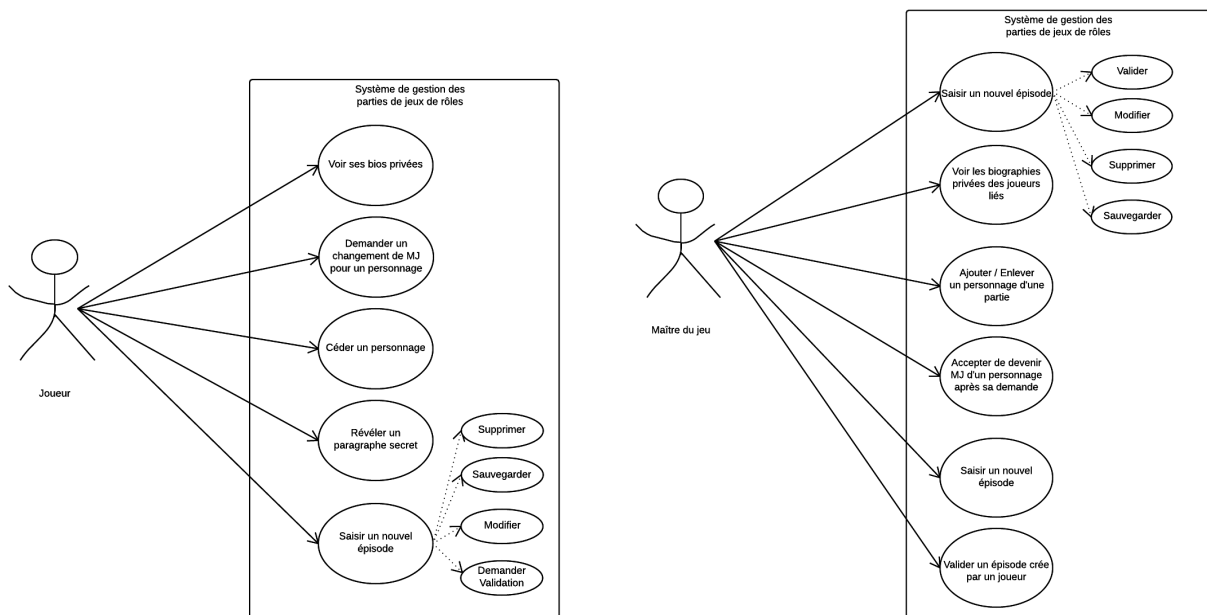 Système de gestion des
parties de jeux de rôles
Voir ses bios privées
Demander un
changement de MJ
pour un personnage
Céder un personnage
Révéler un
paragraphe secret
Saisir un nouvel
épisode
Supprimer
Sauvegarder
Modifier
Demander
Validation
Joueur
Système de gestion des
parties de jeux de rôles
Saisir un nouvel épisode
Valider
Modifier
Supprimer
Sauvegarder
Voir les biographies
privées des joueurs
liés
Ajouter / Enlever
un personnage d'une
partie
Accepter de devenir
MJ d'un personnage
après sa demande
Saisir un nouvel
épisode
Valider un épisode crée
par un joueur
Maître du jeu